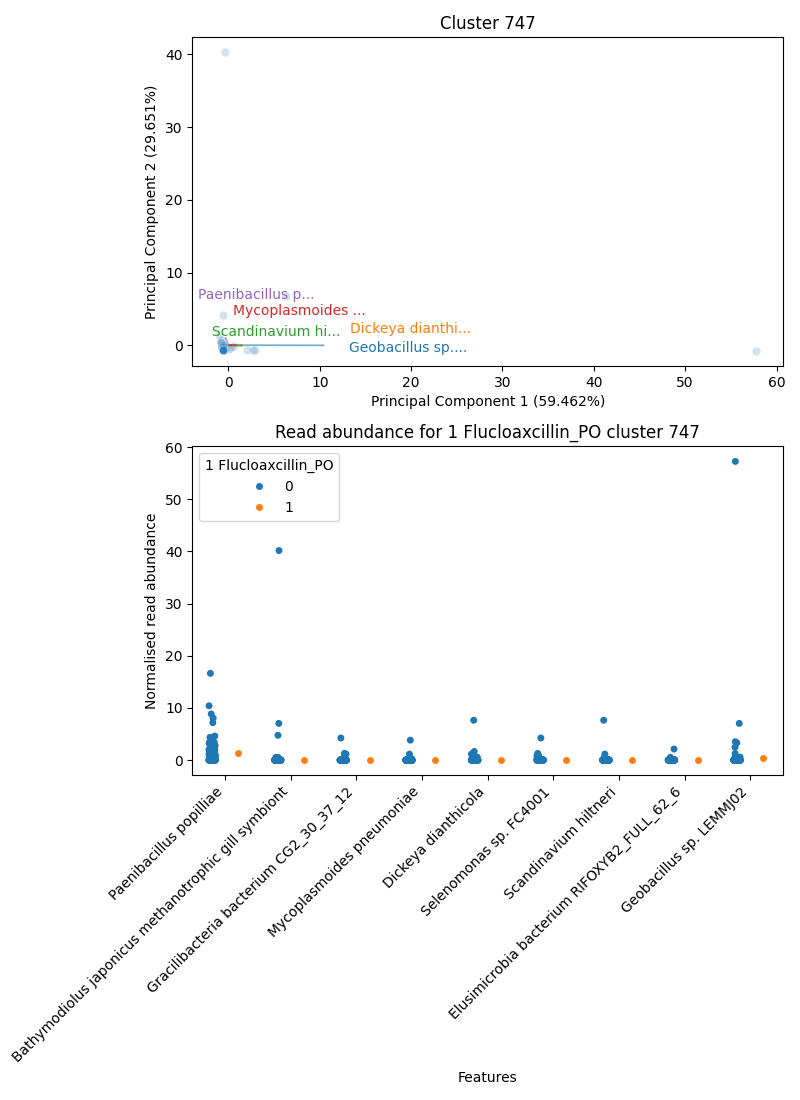 Cluster 747
Principal Component 2 (29.651%)
40
30
20
10
0
Paenibacillus p...
Mycoplasmoides ...
Scandinavium hi...
Dickeya dianthi...
Geobacillus sp....
0 10 20 30 40 50 60
Principal Component 1 (59.462%)
Read abundance for 1 Flucloaxcillin_PO cluster 747
Normalised read abundance
60
50
40
30
20
10
0
1 Flucloaxcillin_PO
0
1
Paenibacillus popilliae
Bathymodiolus japonicus methanotrophic gill symbiont
Gracilibacteria bacterium CG2_30_37_12
Mycoplasmoides pneumoniae
Dickeya dianthicola
Selenomonas sp. FC4001
Scandinavium hiltneri
Elusimicrobia bacterium RIFOXYB2_FULL_62_6
Geobacillus sp. LEMMJ02
Features